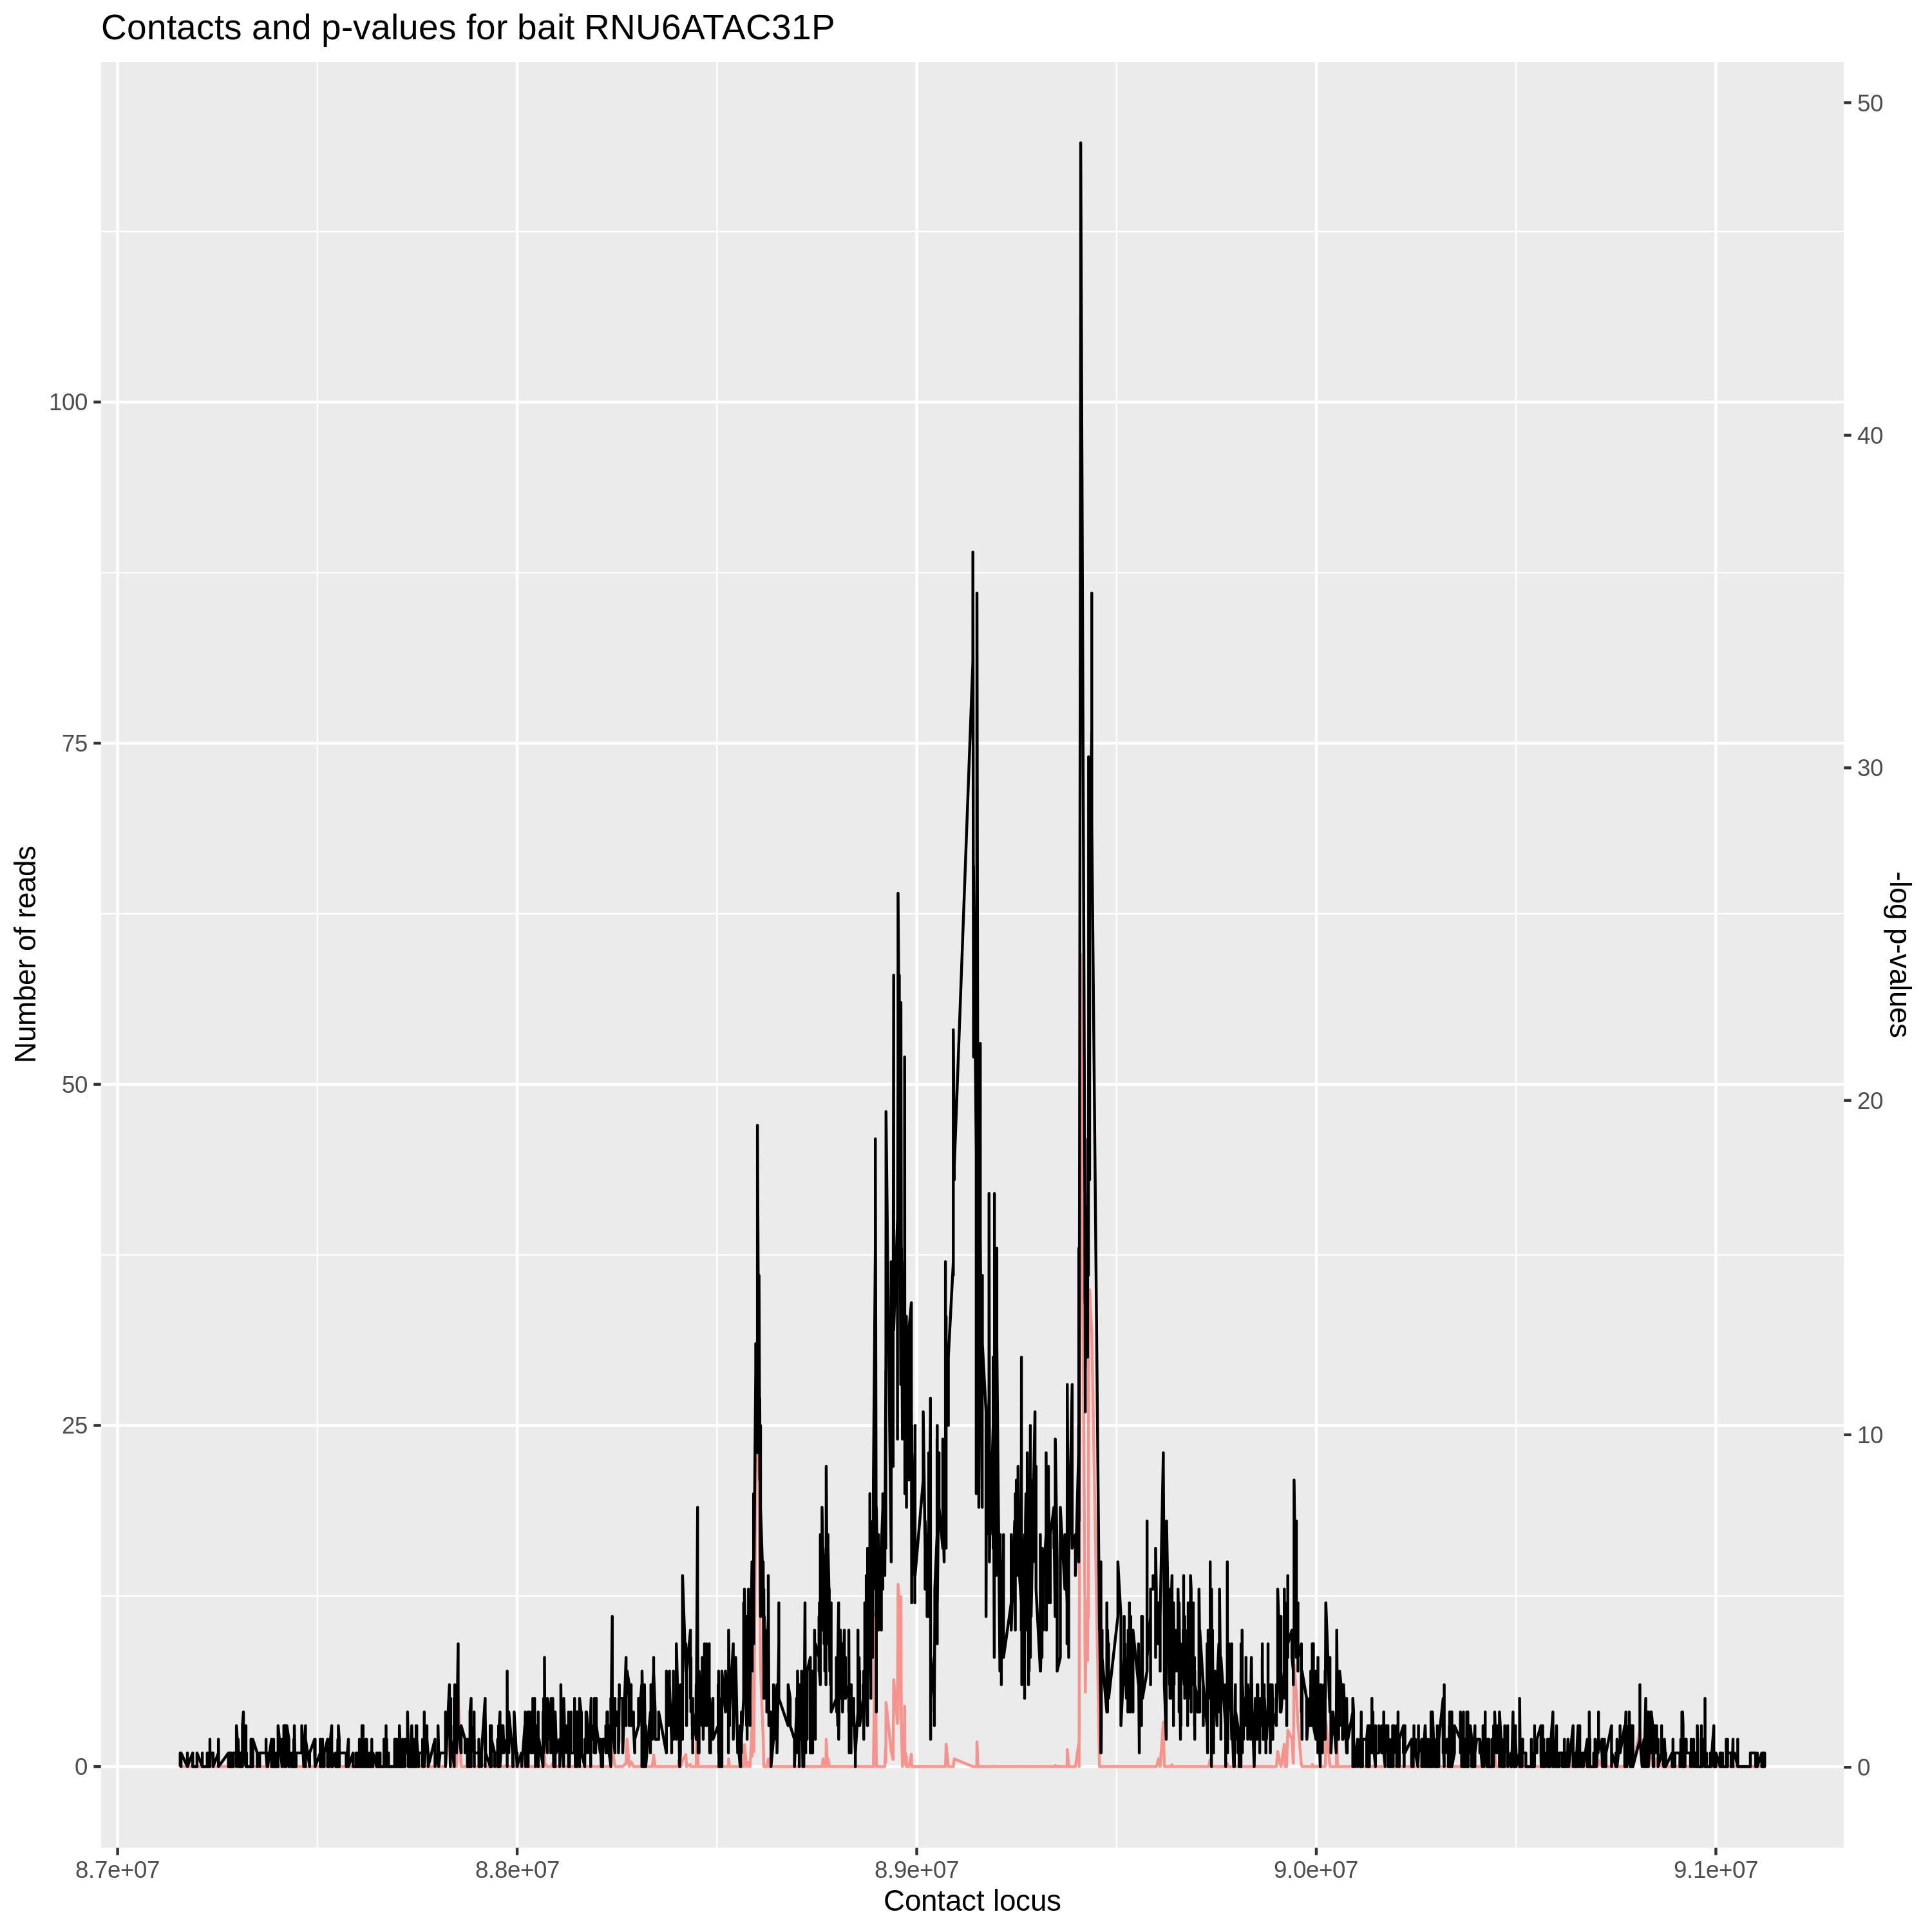 Contacts and p-values for bait RNU6ATAC31P
50
40
30
20
10
0
100
75
50
25
0
Number of reads
-log p-values
8.7e+07 8.8e+07 8.9e+07 9.0e+07 9.1e+07
Contact locus